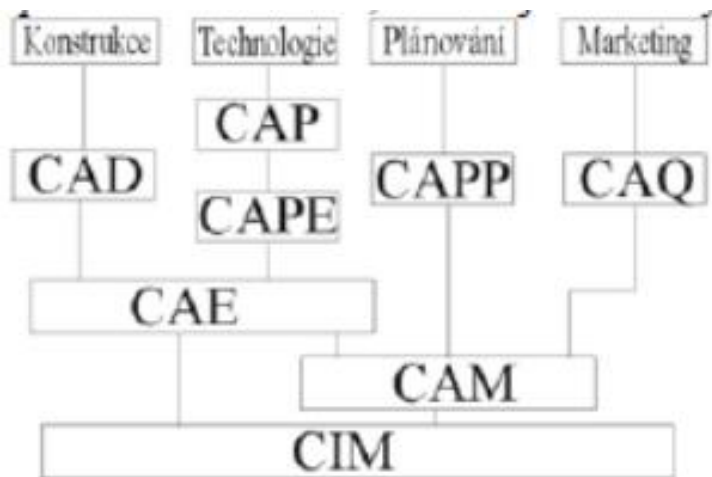 Konstrukce Technologie Plánování Marketing
CAP
CAD CAPP CAQ
CAPE
CAE
CAM
CIM